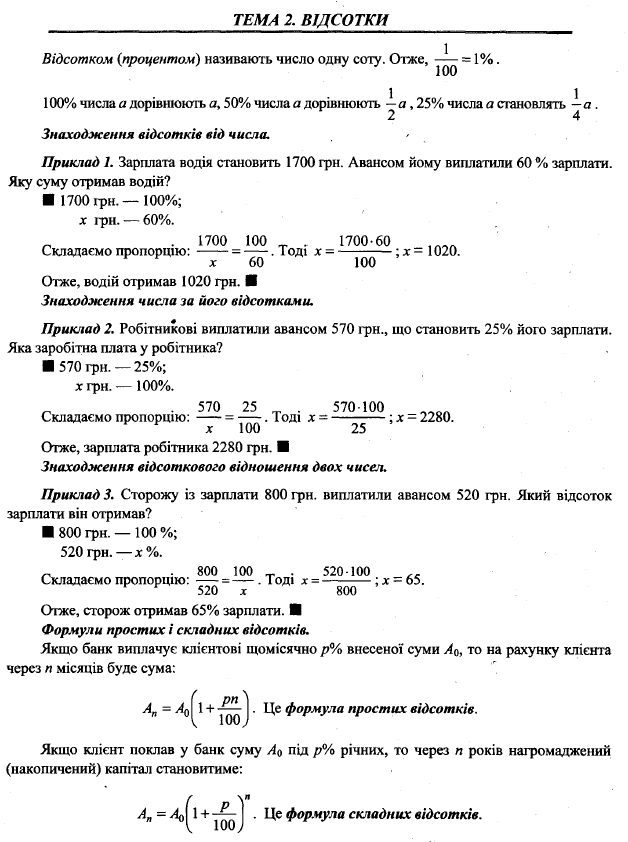 ТЕМА 2. ВІДСОТКИ
Відсотком (процентом) називають число одну соту. Отже, 1/100 = 1% .
100% числа a дорівнюють a, 50% числа a дорівнюють 1/2 a , 25% числа a становлять 1/4 a .
Знаходження відсотків від числа.
Приклад 1. Зарплата водія становить 1700 грн. Авансом йому виплатили 60 % зарплати.
Яку суму отримав водій?
■ 1700 грн. — 100%;
x грн. — 60%.
Складаємо пропорцію: 1700/x = 100/60 . Тоді x = 1700·60/100 ; x = 1020.
Отже, водій отримав 1020 грн. ■
Знаходження числа за його відсотками.
Приклад 2. Робітникові виплатили авансом 570 грн., що становить 25% його зарплати.
Яка заробітна плата у робітника?
■ 570 грн. — 25%;
x грн. — 100%.
Складаємо пропорцію: 570/x = 25/100 . Тоді x = 570·100/25 ; x = 2280.
Отже, зарплата робітника 2280 грн. ■
Знаходження відсоткового відношення двох чисел.
Приклад 3. Сторожу із зарплати 800 грн. виплатили авансом 520 грн. Який відсоток
зарплати він отримав?
■ 800 грн. — 100 %;
520 грн. — x %.
Складаємо пропорцію: 800/520 = 100/x . Тоді x = 520·100/800 ; x = 65.
Отже, сторож отримав 65% зарплати. ■
Формули простих і складних відсотків.
Якщо банк виплачує клієнтові щомісячно p% внесеної суми A₀, то на рахунку клієнта
через n місяців буде сума:
Aₙ = A₀(1 + pn/100) . Це формула простих відсотків.
Якщо клієнт поклав у банк суму A₀ під p% річних, то через n років нагромаджений
(накопичений) капітал становитиме:
Aₙ = A₀(1 + p/100)ⁿ . Це формула складних відсотків.